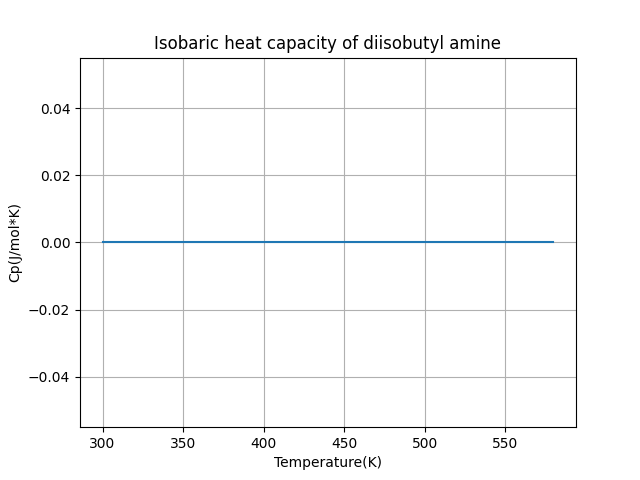 Isobaric heat capacity of diisobutyl amine
0.04
0.02
0.00
−0.02
−0.04
Cp(J/mol*K)
300 350 400 450 500 550
Temperature(K)